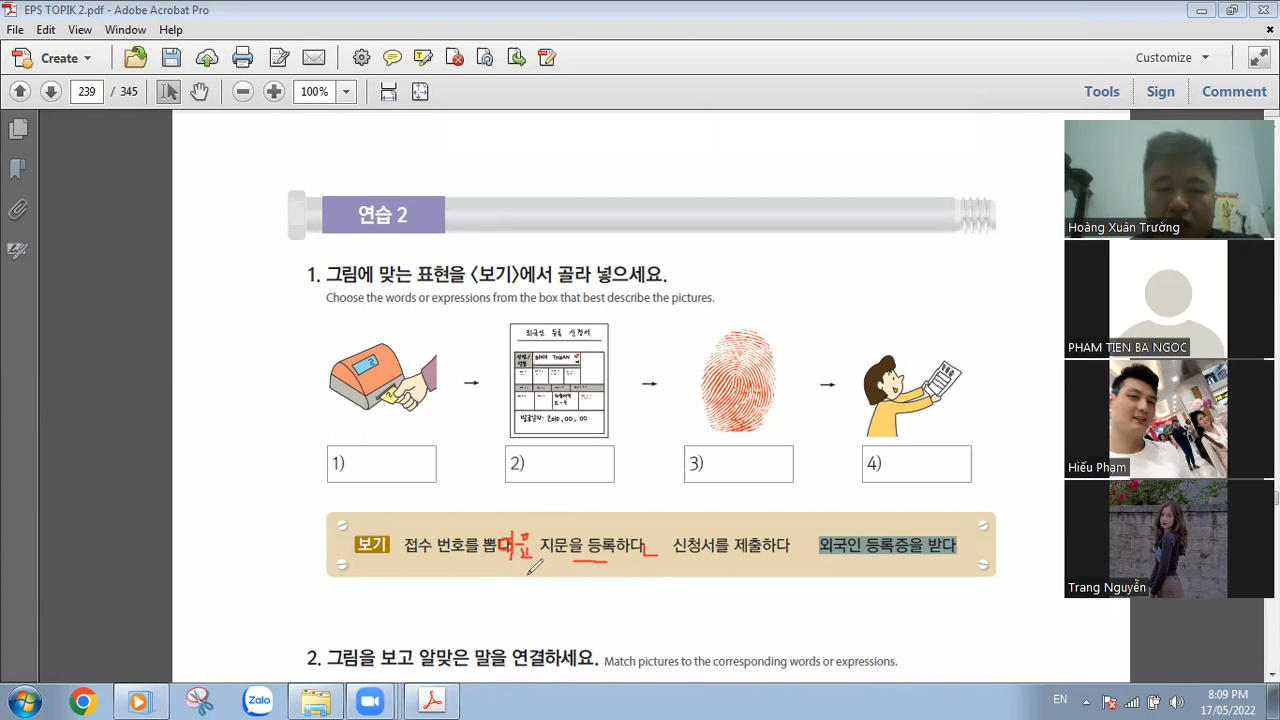 EPS TOPIK 2.pdf - Adobe Acrobat Pro
File Edit View Window Help
Create Customize
239 / 345 100% Tools Sign Comment
연습 2
1. 그림에 맞는 표현을 〈보기〉에서 골라 넣으세요.
Choose the words or expressions from the box that best describe the pictures.
외국인 등록 신청서
1) 2) 3) 4)
보기 접수 번호를 뽑다 지문을 등록하다 신청서를 제출하다 외국인 등록증을 받다
2. 그림을 보고 알맞은 말을 연결하세요. Match pictures to the corresponding words or expressions.
Hoàng Xuân Trường
PHAM TIEN BA NGOC
Hiếu Phạm
Trang Nguyễn
Zalo
EN
8:09 PM
17/05/2022